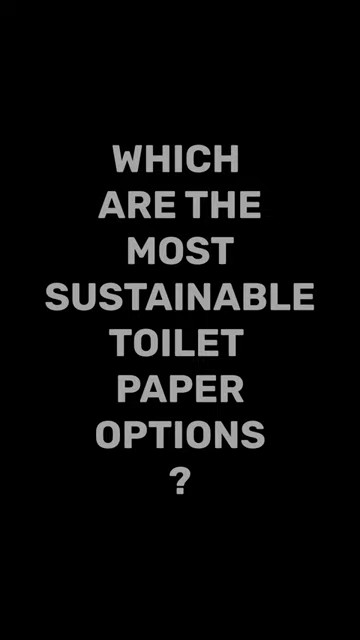 WHICH
ARE THE
MOST
SUSTAINABLE
TOILET
PAPER
OPTIONS
?